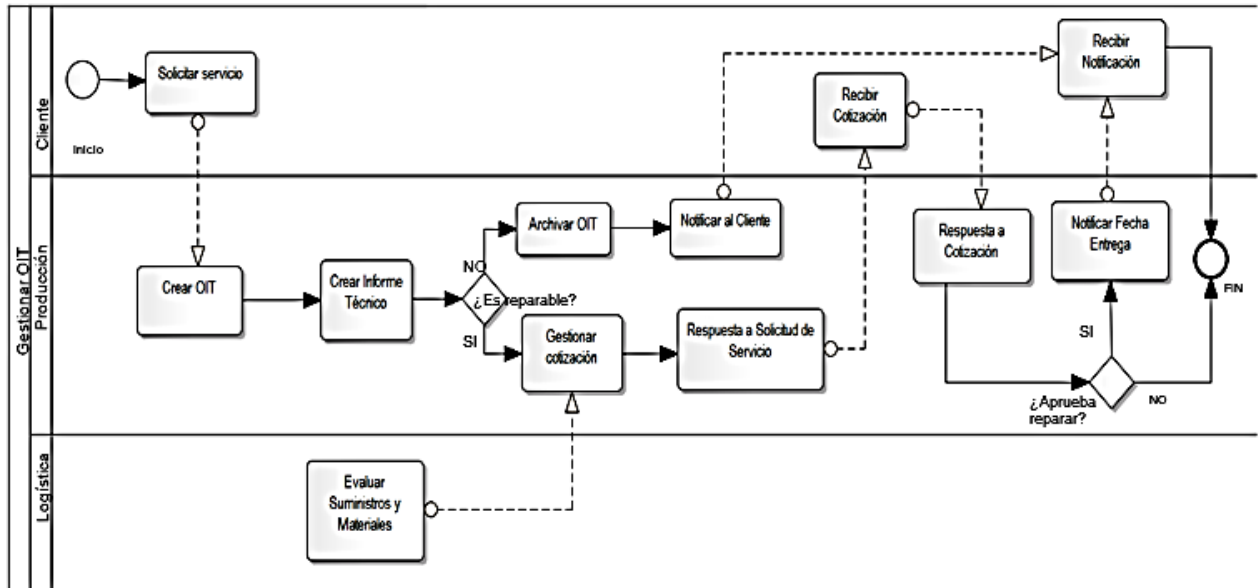 Gestionar OIT
Cliente
Inicio
Solicitar servicio
Recibir
Cotización
Recibir
Notificación
Producción
Crear OIT
Crear Informe
Técnico
NO
¿Es reparable?
SI
Archivar OIT
Notificar al Cliente
Gestionar
cotización
Respuesta a Solicitud de
Servicio
Respuesta a
Cotización
Notificar Fecha
Entrega
SI
¿Aprueba
reparar?
NO
FIN
Logística
Evaluar
Suministros y
Materiales